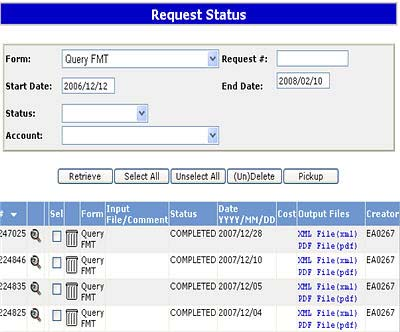 Request Status
Form: Query FMT Request #:
Start Date: 2006/12/12 End Date: 2008/02/10
Status:
Account:
Retrieve Select All Unselect All (Un)Delete Pickup
# Sel Form Input File/Comment Status Date YYYY/MM/DD Cost Output Files Creator
247025 Query FMT COMPLETED 2007/12/28 XML File(xml) EA0267
PDF File(pdf)
224846 Query FMT COMPLETED 2007/12/10 XML File(xml) EA0267
PDF File(pdf)
224835 Query FMT COMPLETED 2007/12/05 XML File(xml) EA0267
PDF File(pdf)
224825 Query FMT COMPLETED 2007/12/04 XML File(xml) EA0267
PDF File(pdf)